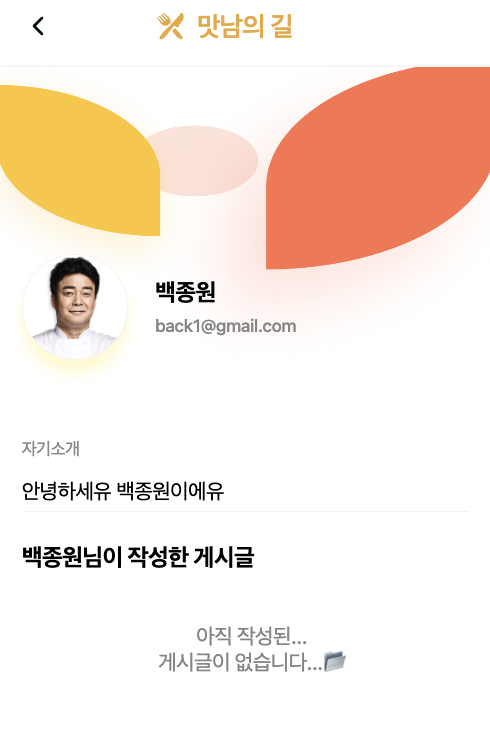 맛남의 길
백종원
back1@gmail.com
자기소개
안녕하세유 백종원이에유
백종원님이 작성한 게시글
아직 작성된...
게시글이 없습니다...